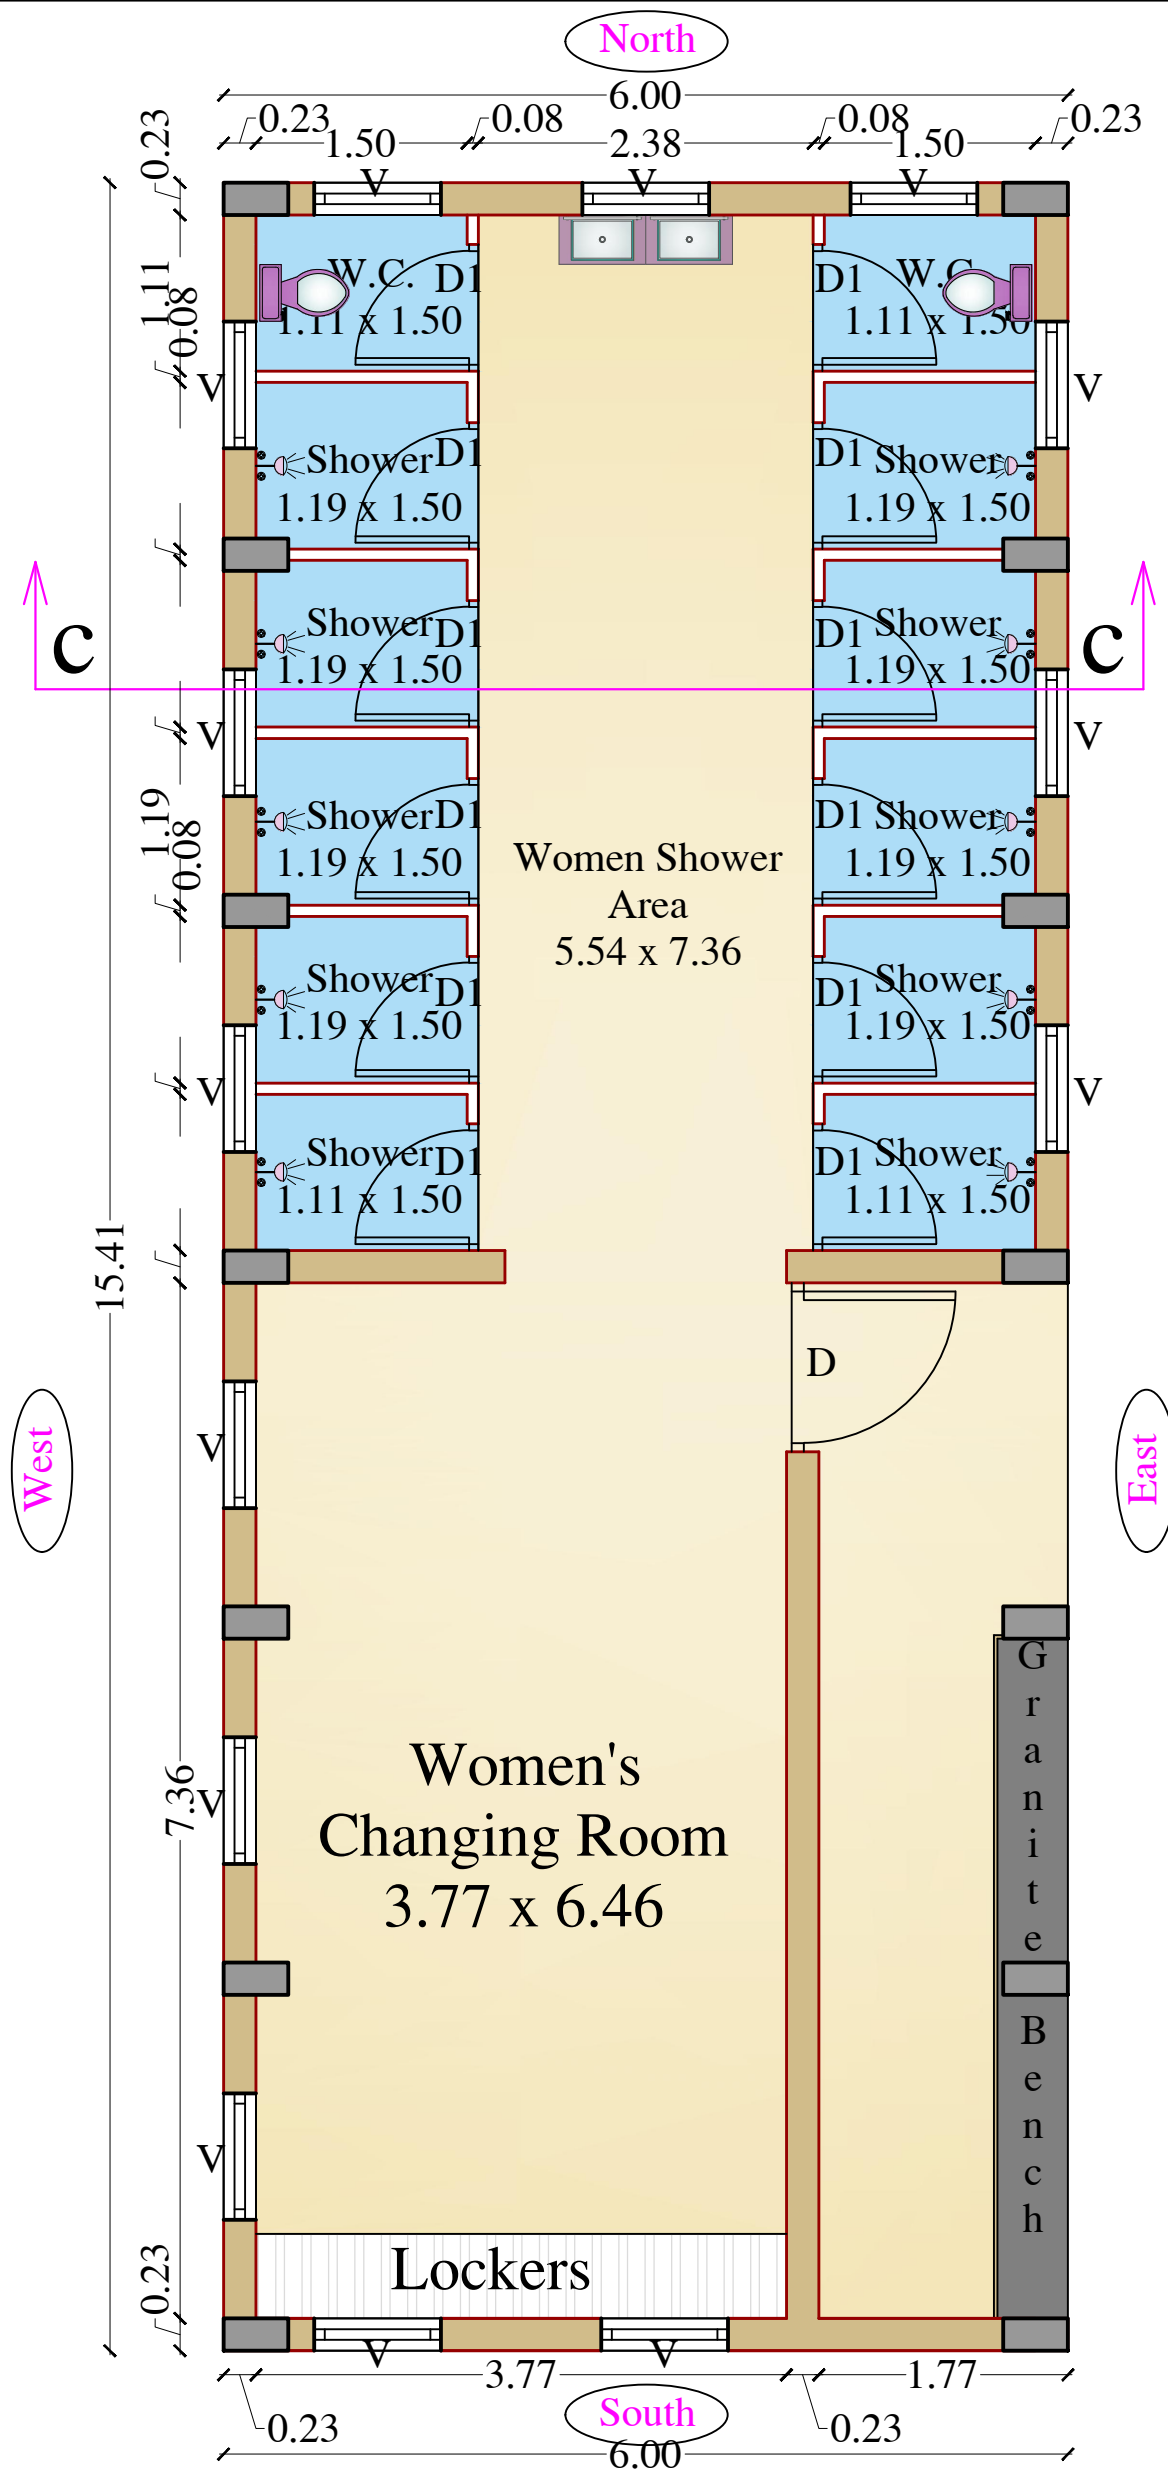 North
6.00
0.23
0.08
0.08
0.23
1.50
2.38
1.50
0.23
V
V
V
W.C.
1.11 x 1.50
D1
D1
W.C.
1.11 x 1.50
1.11
0.08
V
V
Shower
D1
1.19 x 1.50
D1
Shower
1.19 x 1.50
C
C
Shower
D1
1.19 x 1.50
D1
Shower
1.19 x 1.50
V
V
1.19
0.08
Shower
D1
1.19 x 1.50
D1
Shower
1.19 x 1.50
Women Shower
Area
5.54 x 7.36
Shower
D1
1.19 x 1.50
D1
Shower
1.19 x 1.50
V
V
Shower
D1
1.11 x 1.50
D1
Shower
1.11 x 1.50
15.41
D
West
East
V
Granite
Bench
Women's
Changing Room
3.77 x 6.46
7.36
V
V
0.23
Lockers
V
V
3.77
1.77
0.23
South
0.23
6.00